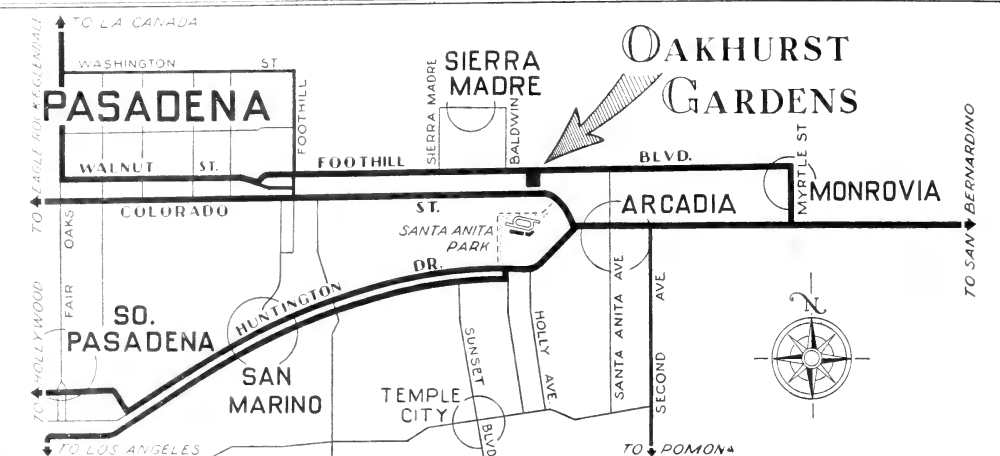 TO LA CANADA
OAKHURST
GARDENS
WASHINGTON ST
SIERRA
MADRE
PASADENA
TO EAGLE ROCK & GLENDALE
FOOTHILL
SIERRA MADRE
BALDWIN
WALNUT ST.
FOOTHILL BLVD.
MYRTLE ST
MONROVIA
TO SAN BERNARDINO
COLORADO ST.
ARCADIA
SANTA ANITA
PARK
FAIR OAKS
HUNTINGTON DR.
SO.
PASADENA
TO HOLLYWOOD
SAN
MARINO
SUNSET BLVD
HOLLY AVE.
SANTA ANITA AVE
SECOND AVE
N
TEMPLE
CITY
TO LOS ANGELES
TO POMONA